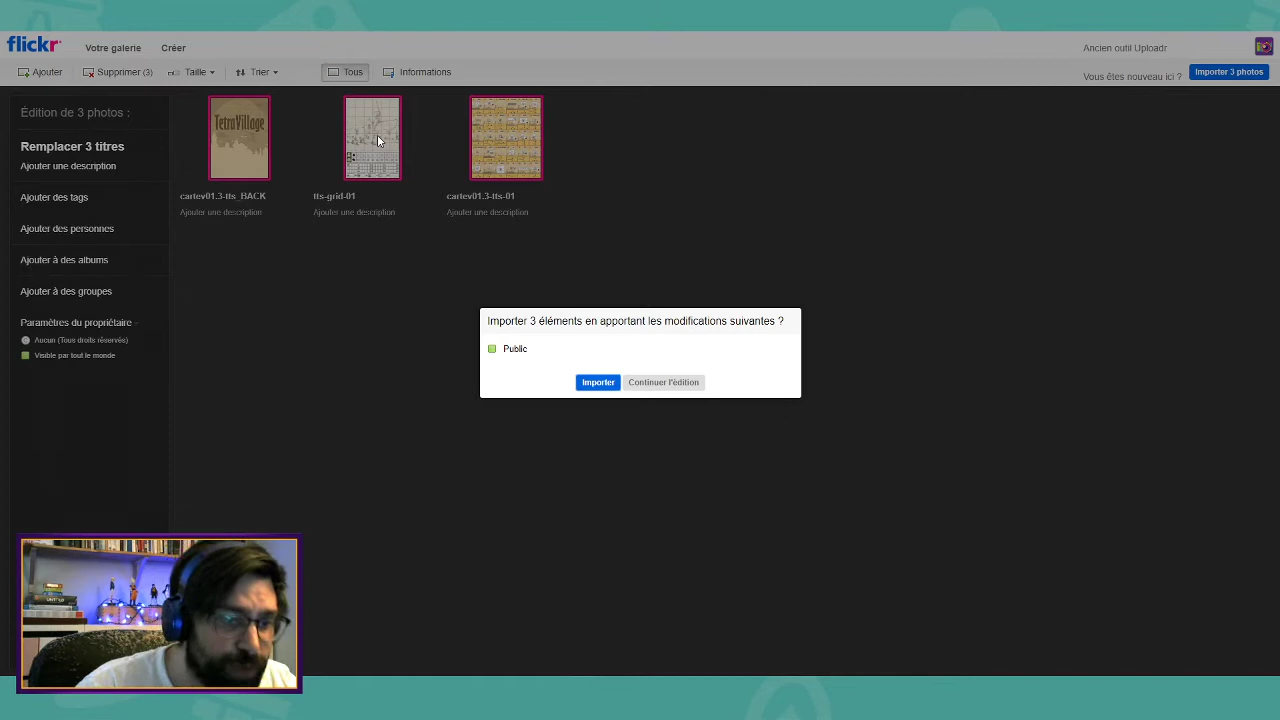 flickr
Votre galerie
Créer
Ancien outil Uploadr
Ajouter
Supprimer (3)
Taille
Trier
Tous
Informations
Vous êtes nouveau ici ?
Importer 3 photos
Édition de 3 photos :
Remplacer 3 titres
Ajouter une description
Ajouter des tags
Ajouter des personnes
Ajouter à des albums
Ajouter à des groupes
Paramètres du propriétaire
Aucun (Tous droits réservés)
Visible par tout le monde
TetraVillage
cartev01.3-tts_BACK
Ajouter une description
tts-grid-01
Ajouter une description
cartev01.3-tts-01
Ajouter une description
Importer 3 éléments en apportant les modifications suivantes ?
Public
Importer
Continuer l'édition